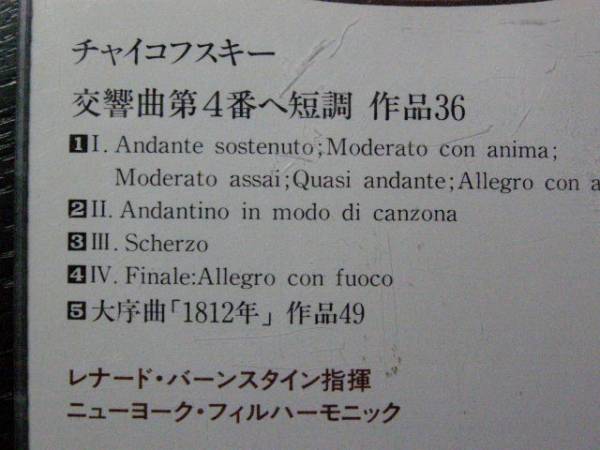 チャイコフスキー
交響曲第4番ヘ短調 作品36
1 I. Andante sostenuto;Moderato con anima;
Moderato assai;Quasi andante;Allegro con a
2 II. Andantino in modo di canzona
3 III. Scherzo
4 IV. Finale:Allegro con fuoco
5 大序曲「1812年」 作品49
レナード・バーンスタイン指揮
ニューヨーク・フィルハーモニック